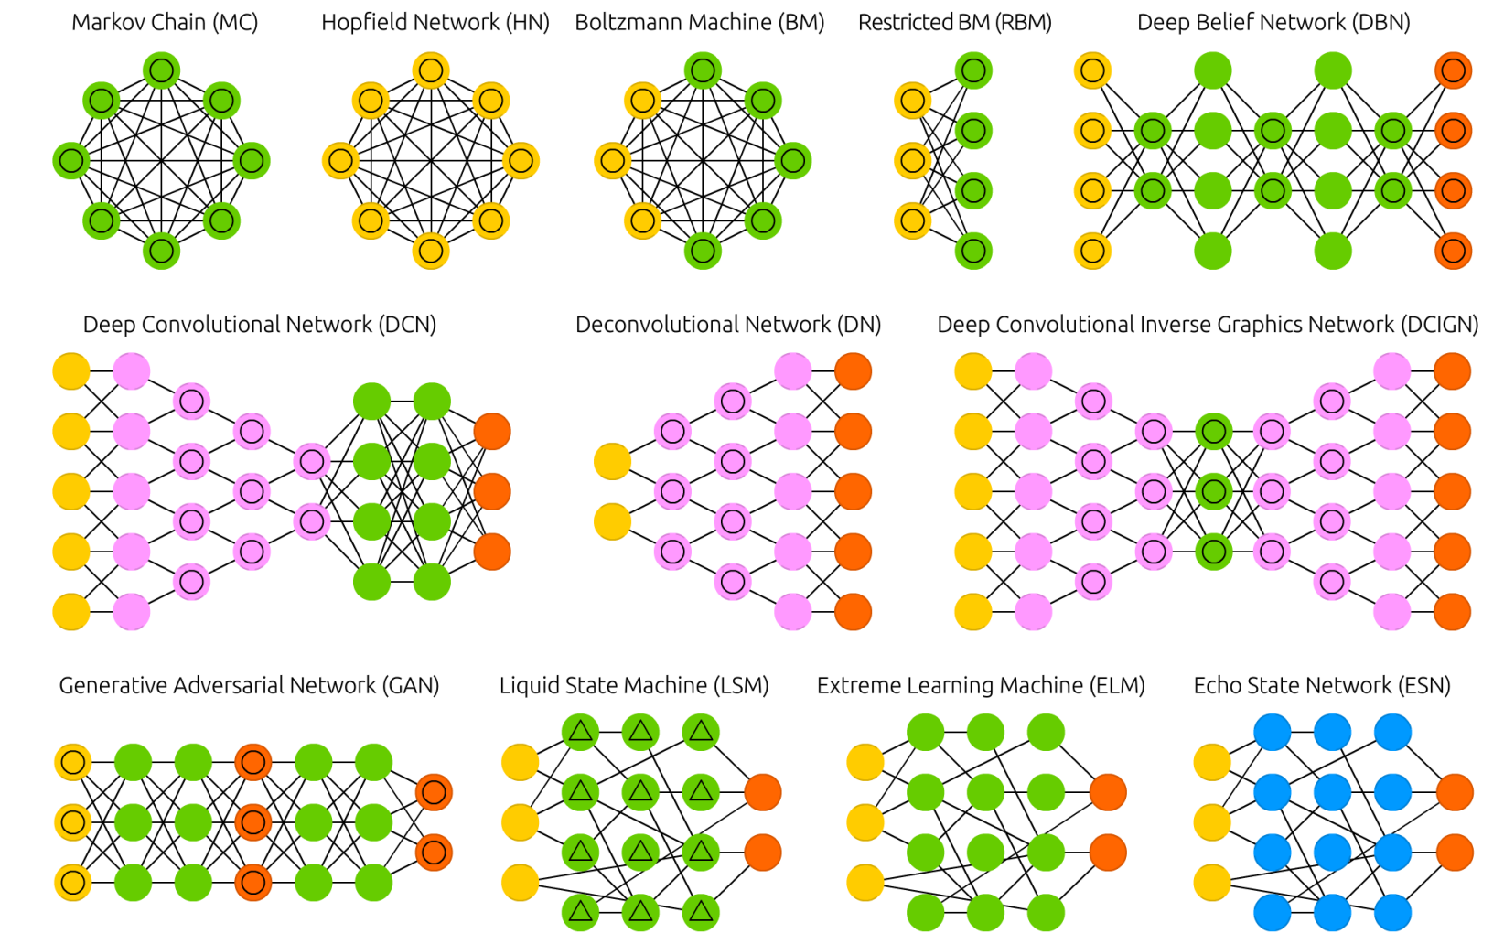 Markov Chain (MC)
Hopfield Network (HN)
Boltzmann Machine (BM)
Restricted BM (RBM)
Deep Belief Network (DBN)
Deep Convolutional Network (DCN)
Deconvolutional Network (DN)
Deep Convolutional Inverse Graphics Network (DCIGN)
Generative Adversarial Network (GAN)
Liquid State Machine (LSM)
Extreme Learning Machine (ELM)
Echo State Network (ESN)